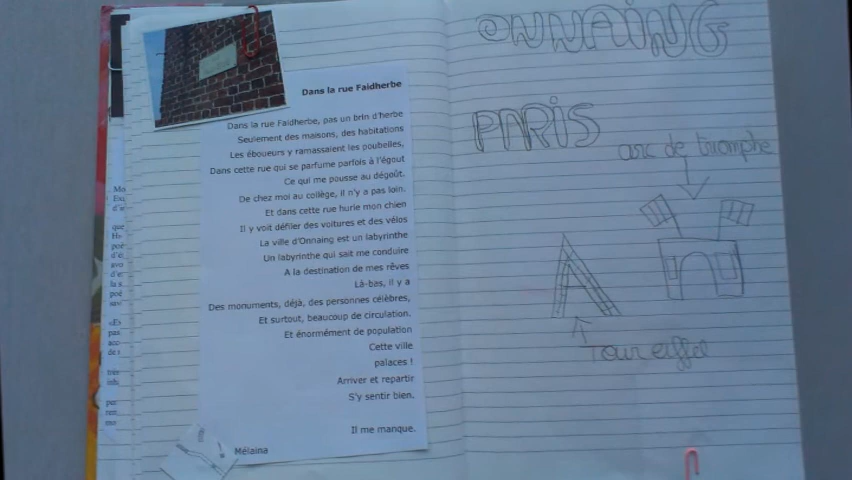 Dans la rue Faidherbe
Dans la rue Faidherbe, pas un brin d'herbe
Seulement des maisons, des habitations
Les éboueurs y ramassaient les poubelles,
Dans cette rue qui se parfume parfois à l'égout
Ce qui me pousse au dégoût.
De chez moi au collège, il n'y a pas loin.
Et dans cette rue hurle mon chien
Il y voit défiler des voitures et des vélos
La ville d'Onnaing est un labyrinthe
Un labyrinthe qui sait me conduire
A la destination de mes rêves
Là-bas, il y a
Des monuments, déjà, des personnes célèbres,
Et surtout, beaucoup de circulation.
Et énormément de population
Cette ville
palaces !
Arriver et repartir
S'y sentir bien.
Il me manque.
Mélaina
ONNAING
PARIS
arc de triomphe
Tour eiffel